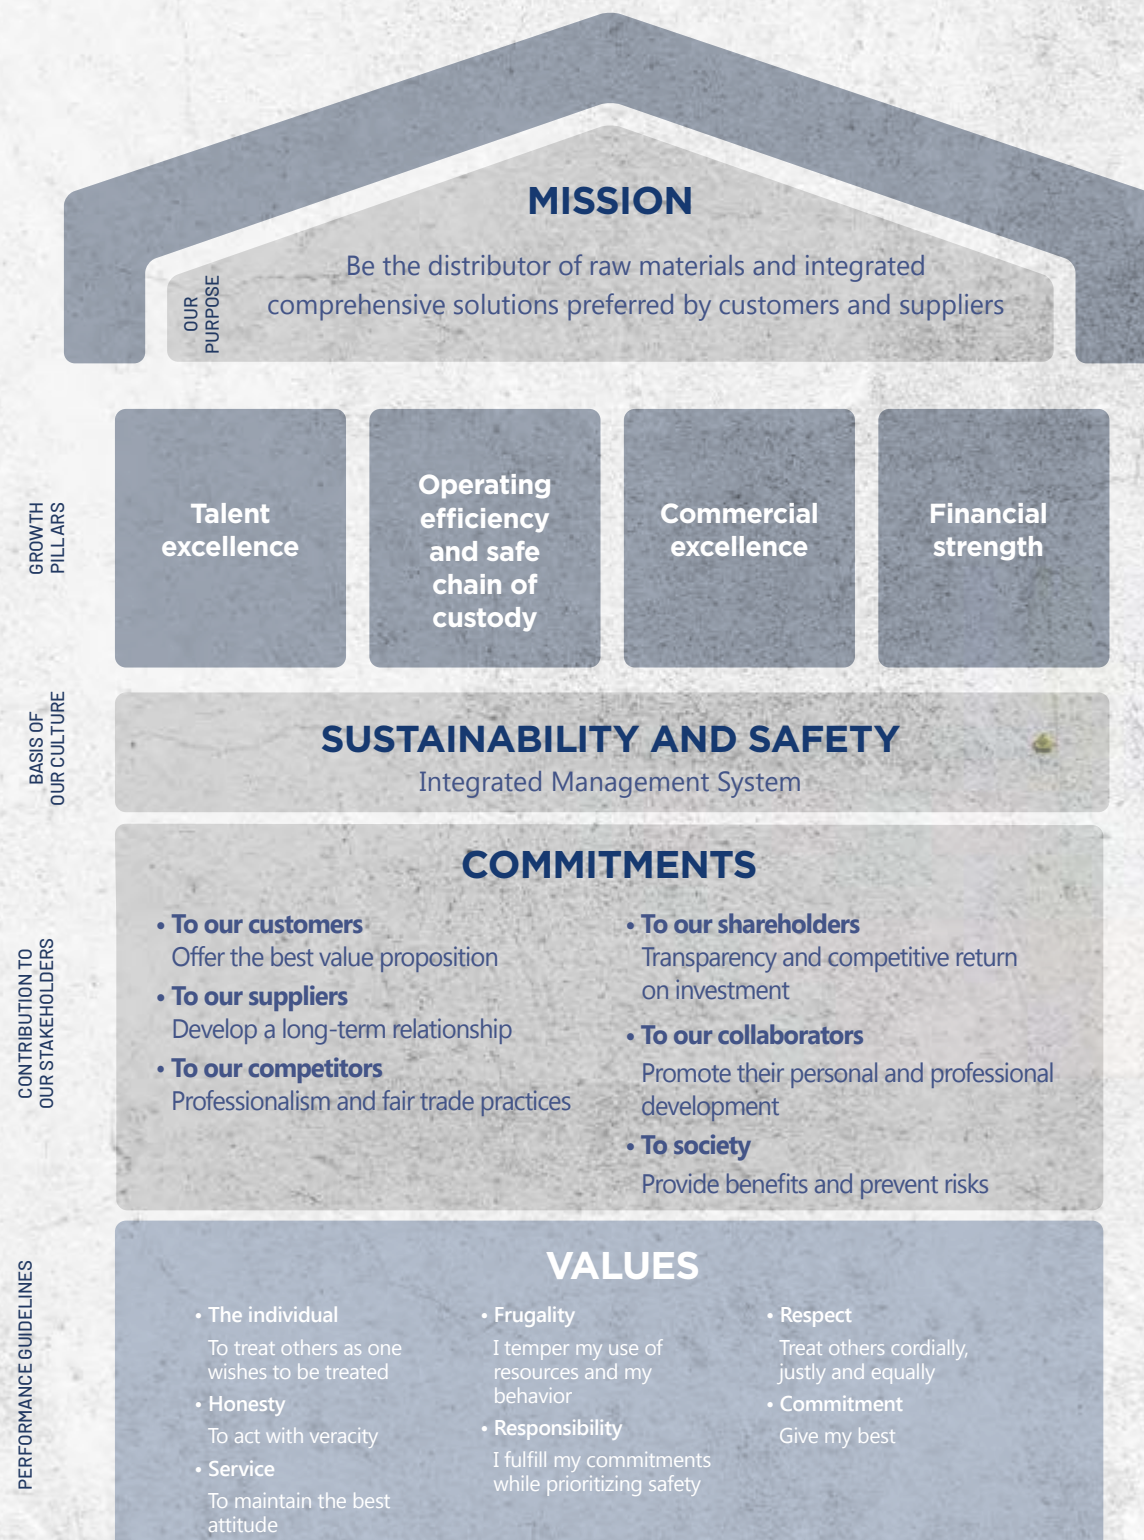 MISSION
OUR
PURPOSE
Be the distributor of raw materials and integrated
comprehensive solutions preferred by customers and suppliers
GROWTH
PILLARS
Talent
excellence
Operating
efficiency
and safe
chain of
custody
Commercial
excellence
Financial
strength
BASIS OF
OUR CULTURE
SUSTAINABILITY AND SAFETY
Integrated Management System
CONTRIBUTION TO
OUR STAKEHOLDERS
COMMITMENTS
• To our customers
Offer the best value proposition
• To our suppliers
Develop a long-term relationship
• To our competitors
Professionalism and fair trade practices
• To our shareholders
Transparency and competitive return
on investment
• To our collaborators
Promote their personal and professional
development
• To society
Provide benefits and prevent risks
PERFORMANCE GUIDELINES
VALUES
• The individual
To treat others as one
wishes to be treated
• Honesty
To act with veracity
• Service
To maintain the best
attitude
• Frugality
I temper my use of
resources and my
behavior
• Responsibility
I fulfill my commitments
while prioritizing safety
• Respect
Treat others cordially,
justly and equally
• Commitment
Give my best